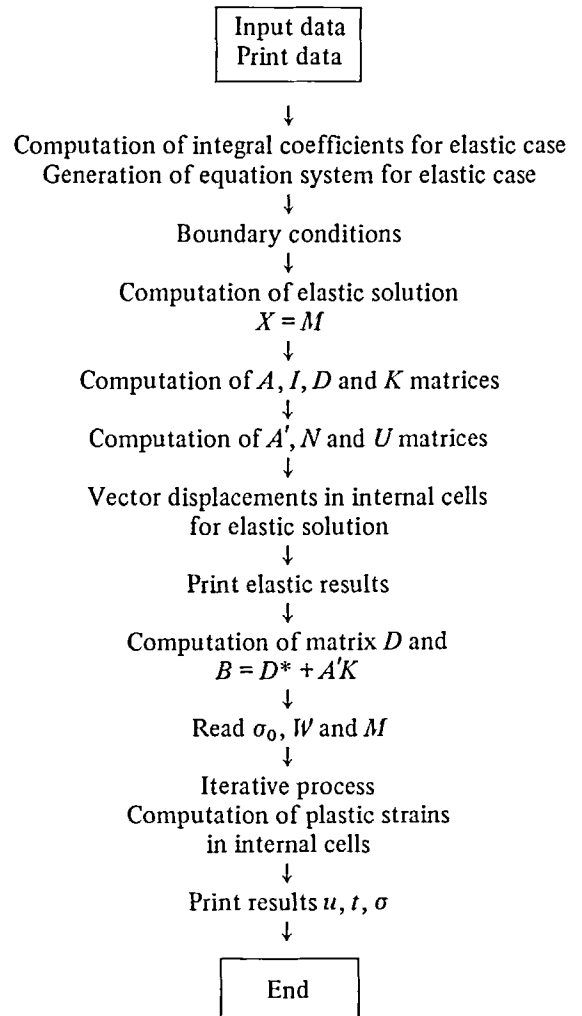 Input data
Print data
↓
Computation of integral coefficients for elastic case
Generation of equation system for elastic case
↓
Boundary conditions
↓
Computation of elastic solution
X = M
↓
Computation of A, I, D and K matrices
↓
Computation of A', N and U matrices
↓
Vector displacements in internal cells
for elastic solution
↓
Print elastic results
↓
Computation of matrix D and
B = D* + A'K
↓
Read σ₀, W and M
↓
Iterative process
Computation of plastic strains
in internal cells
↓
Print results u, t, σ
↓
End